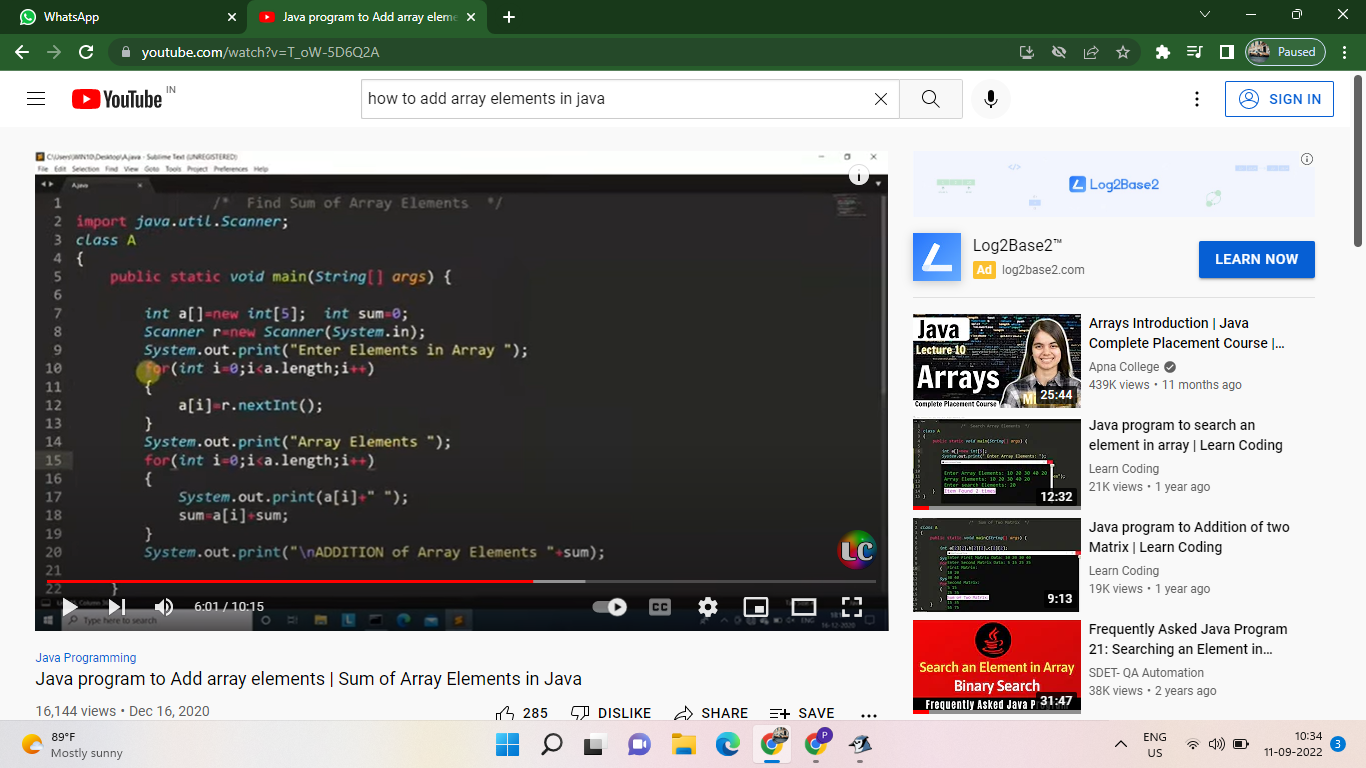 WhatsApp
Java program to Add array eleme
youtube.com/watch?v=T_oW-5D6Q2A
Paused
YouTube IN
how to add array elements in java
SIGN IN
C:\Users\WIN10\Desktop\A.java - Sublime Text (UNREGISTERED)
File Edit Selection Find View Goto Tools Project Preferences Help
A.java
1 /* Find Sum of Array Elements */
2 import java.util.Scanner;
3 class A
4 {
5 public static void main(String[] args) {
6
7 int a[]=new int[5]; int sum=0;
8 Scanner r=new Scanner(System.in);
9 System.out.print("Enter Elements in Array ");
10 for(int i=0;i<a.length;i++)
11 {
12 a[i]=r.nextInt();
13 }
14 System.out.print("Array Elements ");
15 for(int i=0;i<a.length;i++)
16 {
17 System.out.print(a[i]+" ");
18 sum=a[i]+sum;
19 }
20 System.out.print("\nADDITION of Array Elements "+sum);
21
22 }
LC
6:01 / 10:15
CC
Type here to search
16-12-2020
Java Programming
Java program to Add array elements | Sum of Array Elements in Java
16,144 views • Dec 16, 2020
285 DISLIKE SHARE SAVE
Log2Base2
Log2Base2™
Ad log2base2.com
LEARN NOW
Java
Lecture 10
Arrays
Complete Placement Course
25:44
Arrays Introduction | Java
Complete Placement Course |...
Apna College
439K views • 11 months ago
12:32
Java program to search an
element in array | Learn Coding
Learn Coding
21K views • 1 year ago
9:13
Java program to Addition of two
Matrix | Learn Coding
Learn Coding
19K views • 1 year ago
Search an Element in Array
Binary Search
Frequently Asked Java Program
31:47
Frequently Asked Java Program
21: Searching an Element in...
SDET- QA Automation
38K views • 2 years ago
89°F
Mostly sunny
P
ENG
US
10:34
11-09-2022
3